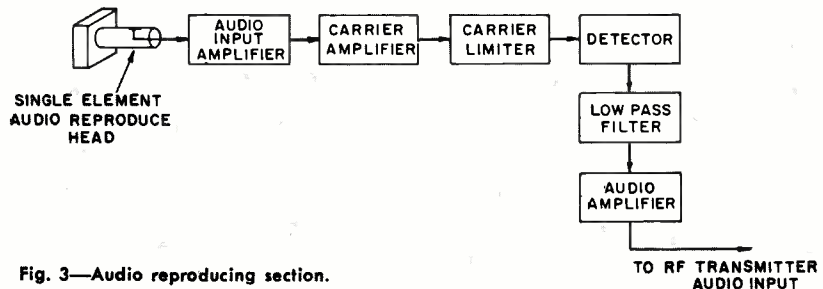 AUDIO
INPUT
AMPLIFIER
CARRIER
AMPLIFIER
CARRIER
LIMITER
DETECTOR
SINGLE ELEMENT
AUDIO REPRODUCE
HEAD
LOW PASS
FILTER
AUDIO
AMPLIFIER
Fig. 3—Audio reproducing section.
TO RF TRANSMITTER
AUDIO INPUT